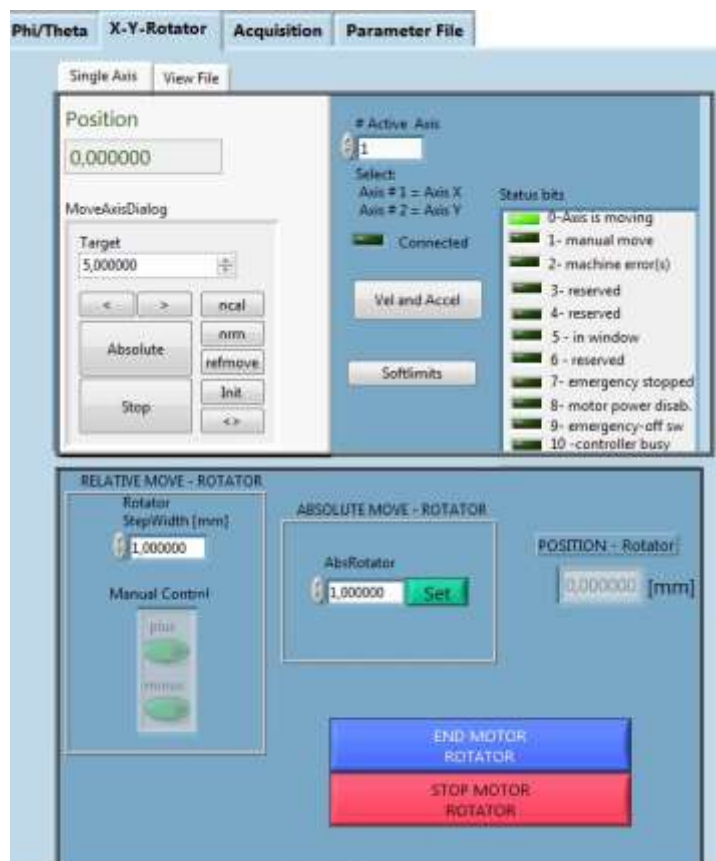 Phi/Theta X-Y-Rotator Acquisition Parameter File
Single Axis View File
Position
0,000000
MoveAxisDialog
Target
5,000000
< > ncal
Absolute
nrm
refmove
Stop
Init
<>
# Active Axis
1
Select:
Axis # 1 = Axis X
Axis # 2 = Axis Y
Connected
Vel and Accel
Softlimits
Status bits
0-Axis is moving
1- manual move
2- machine error(s)
3- reserved
4- reserved
5 - in window
6 - reserved
7- emergency stopped
8- motor power disab.
9- emergency-off sw
10 -controller busy
RELATIVE MOVE - ROTATOR
Rotator
StepWidth [mm]
1,000000
Manual Control
plus
minus
ABSOLUTE MOVE - ROTATOR
AbsRotator
1,000000 Set
POSITION - Rotator
0,000000 [mm]
END MOTOR
ROTATOR
STOP MOTOR
ROTATOR